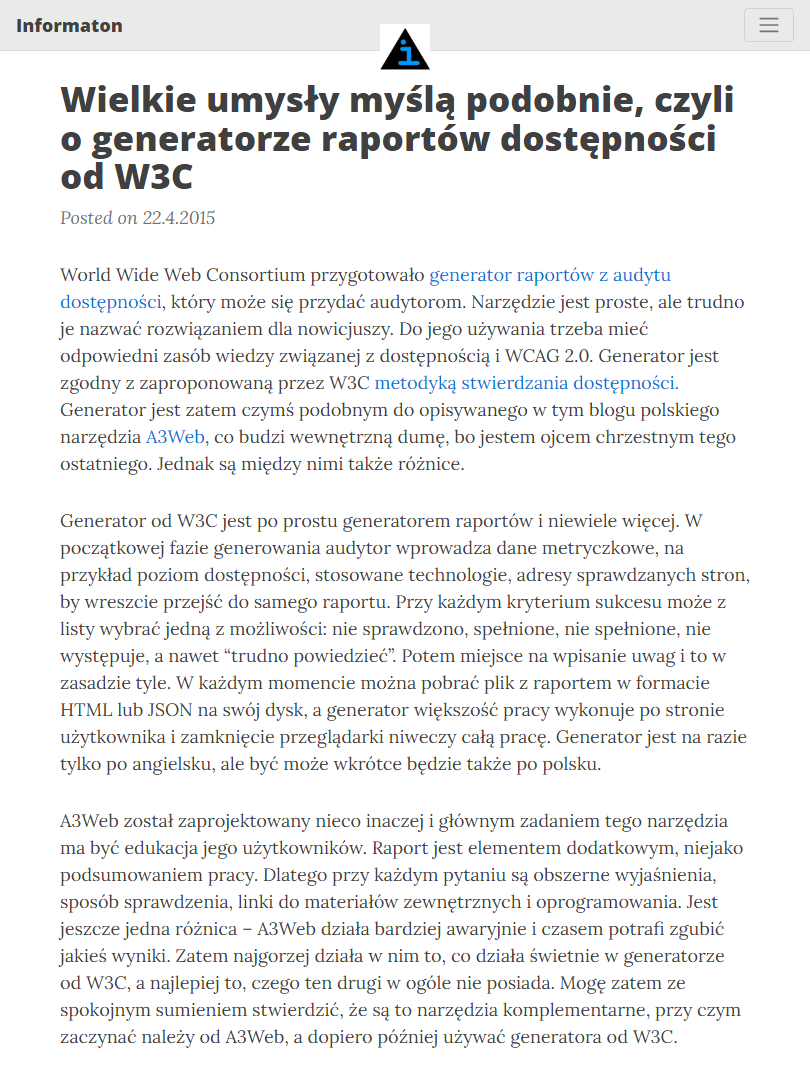 Informaton
i
Wielkie umysły myślą podobnie, czyli
o generatorze raportów dostępności
od W3C
Posted on 22.4.2015
World Wide Web Consortium przygotowało generator raportów z audytu
dostępności, który może się przydać audytorom. Narzędzie jest proste, ale trudno
je nazwać rozwiązaniem dla nowicjuszy. Do jego używania trzeba mieć
odpowiedni zasób wiedzy związanej z dostępnością i WCAG 2.0. Generator jest
zgodny z zaproponowaną przez W3C metodyką stwierdzania dostępności.
Generator jest zatem czymś podobnym do opisywanego w tym blogu polskiego
narzędzia A3Web, co budzi wewnętrzną dumę, bo jestem ojcem chrzestnym tego
ostatniego. Jednak są między nimi także różnice.
Generator od W3C jest po prostu generatorem raportów i niewiele więcej. W
początkowej fazie generowania audytor wprowadza dane metryczkowe, na
przykład poziom dostępności, stosowane technologie, adresy sprawdzanych stron,
by wreszcie przejść do samego raportu. Przy każdym kryterium sukcesu może z
listy wybrać jedną z możliwości: nie sprawdzono, spełnione, nie spełnione, nie
występuje, a nawet “trudno powiedzieć”. Potem miejsce na wpisanie uwag i to w
zasadzie tyle. W każdym momencie można pobrać plik z raportem w formacie
HTML lub JSON na swój dysk, a generator większość pracy wykonuje po stronie
użytkownika i zamknięcie przeglądarki niweczy całą pracę. Generator jest na razie
tylko po angielsku, ale być może wkrótce będzie także po polsku.
A3Web został zaprojektowany nieco inaczej i głównym zadaniem tego narzędzia
ma być edukacja jego użytkowników. Raport jest elementem dodatkowym, niejako
podsumowaniem pracy. Dlatego przy każdym pytaniu są obszerne wyjaśnienia,
sposób sprawdzenia, linki do materiałów zewnętrznych i oprogramowania. Jest
jeszcze jedna różnica – A3Web działa bardziej awaryjnie i czasem potrafi zgubić
jakieś wyniki. Zatem najgorzej działa w nim to, co działa świetnie w generatorze
od W3C, a najlepiej to, czego ten drugi w ogóle nie posiada. Mogę zatem ze
spokojnym sumieniem stwierdzić, że są to narzędzia komplementarne, przy czym
zaczynać należy od A3Web, a dopiero później używać generatora od W3C.